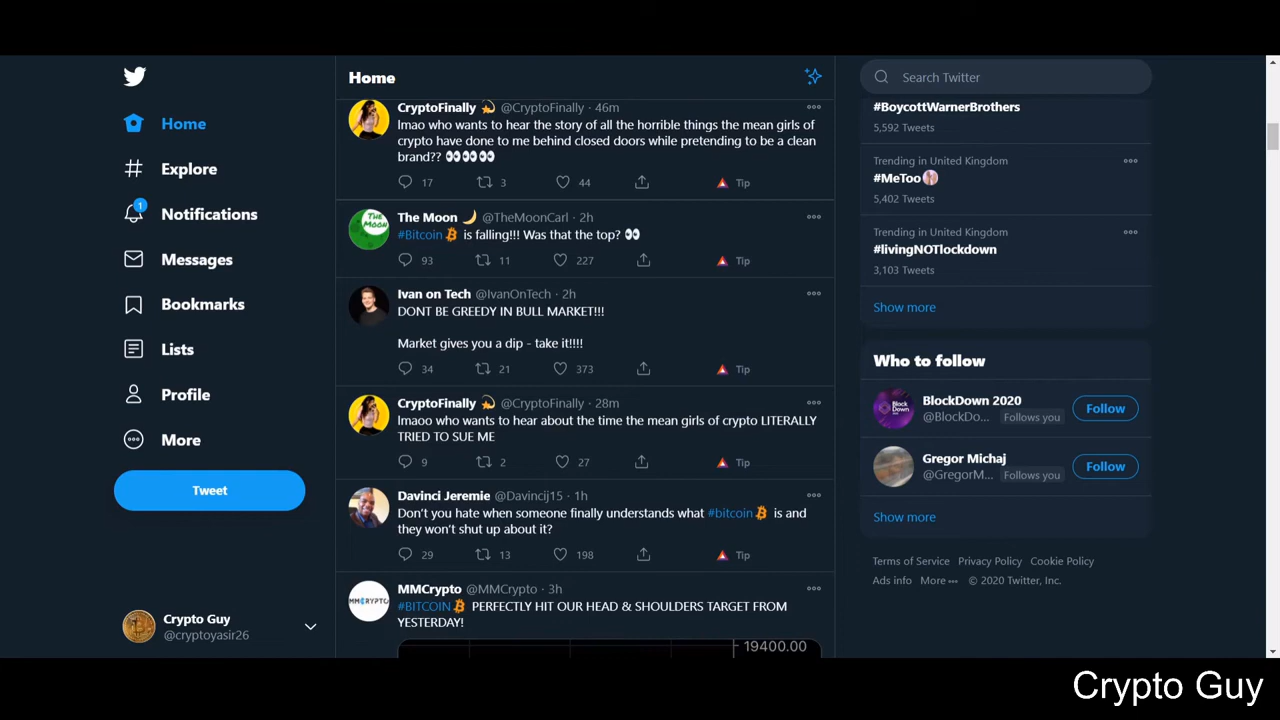 Home
Explore
Notifications
1
Messages
Bookmarks
Lists
Profile
More
Tweet
Crypto Guy
@cryptoyasir26
Home
CryptoFinally @CryptoFinally · 46m
lmao who wants to hear the story of all the horrible things the mean girls of
crypto have done to me behind closed doors while pretending to be a clean
brand?? 👀👀👀👀
17 3 44 Tip
The Moon 🌙 @TheMoonCarl · 2h
#Bitcoin is falling!!! Was that the top? 👀
93 11 227 Tip
Ivan on Tech @IvanOnTech · 2h
DONT BE GREEDY IN BULL MARKET!!!
Market gives you a dip - take it!!!!
34 21 373 Tip
CryptoFinally @CryptoFinally · 28m
lmaoo who wants to hear about the time the mean girls of crypto LITERALLY
TRIED TO SUE ME
9 2 27 Tip
Davinci Jeremie @Davincij15 · 1h
Don't you hate when someone finally understands what #bitcoin is and
they won't shut up about it?
29 13 198 Tip
MMCrypto @MMCrypto · 3h
#BITCOIN PERFECTLY HIT OUR HEAD & SHOULDERS TARGET FROM
YESTERDAY!
19400.00
Search Twitter
#BoycottWarnerBrothers
5,592 Tweets
Trending in United Kingdom
#MeToo
5,402 Tweets
Trending in United Kingdom
#livingNOTlockdown
3,103 Tweets
Show more
Who to follow
BlockDown 2020
@BlockDo... Follows you
Follow
Gregor Michaj
@GregorM... Follows you
Follow
Show more
Terms of Service Privacy Policy Cookie Policy
Ads info More ••• © 2020 Twitter, Inc.
Crypto Guy